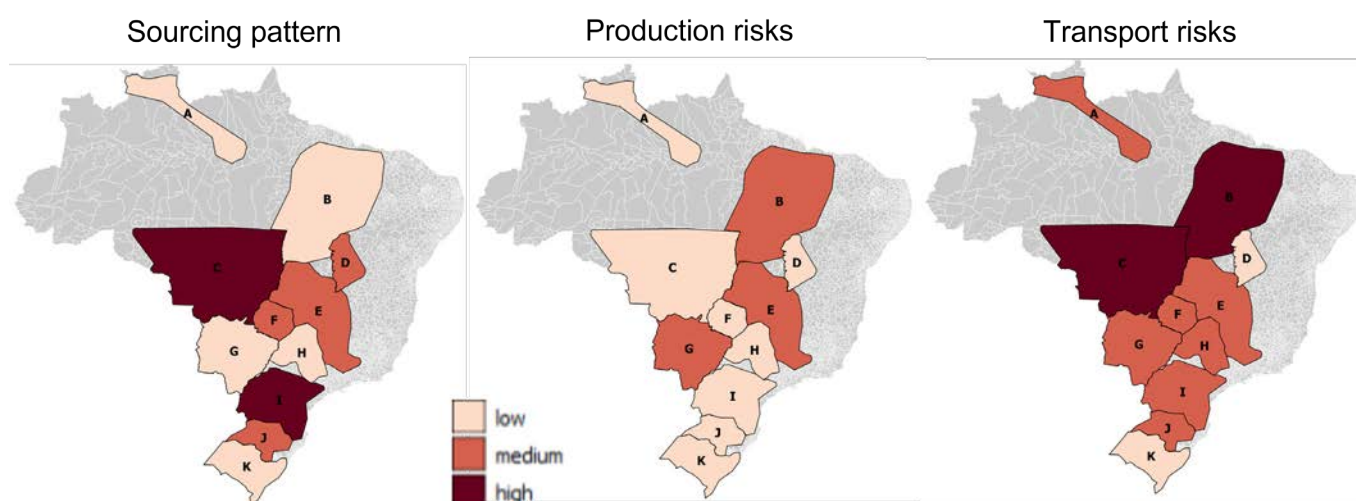 Sourcing pattern
Production risks
Transport risks
A
B
C
D
E
F
G
H
I
J
K
A
B
C
D
E
F
G
H
I
J
K
A
B
C
D
E
F
G
H
I
J
K
low
medium
high